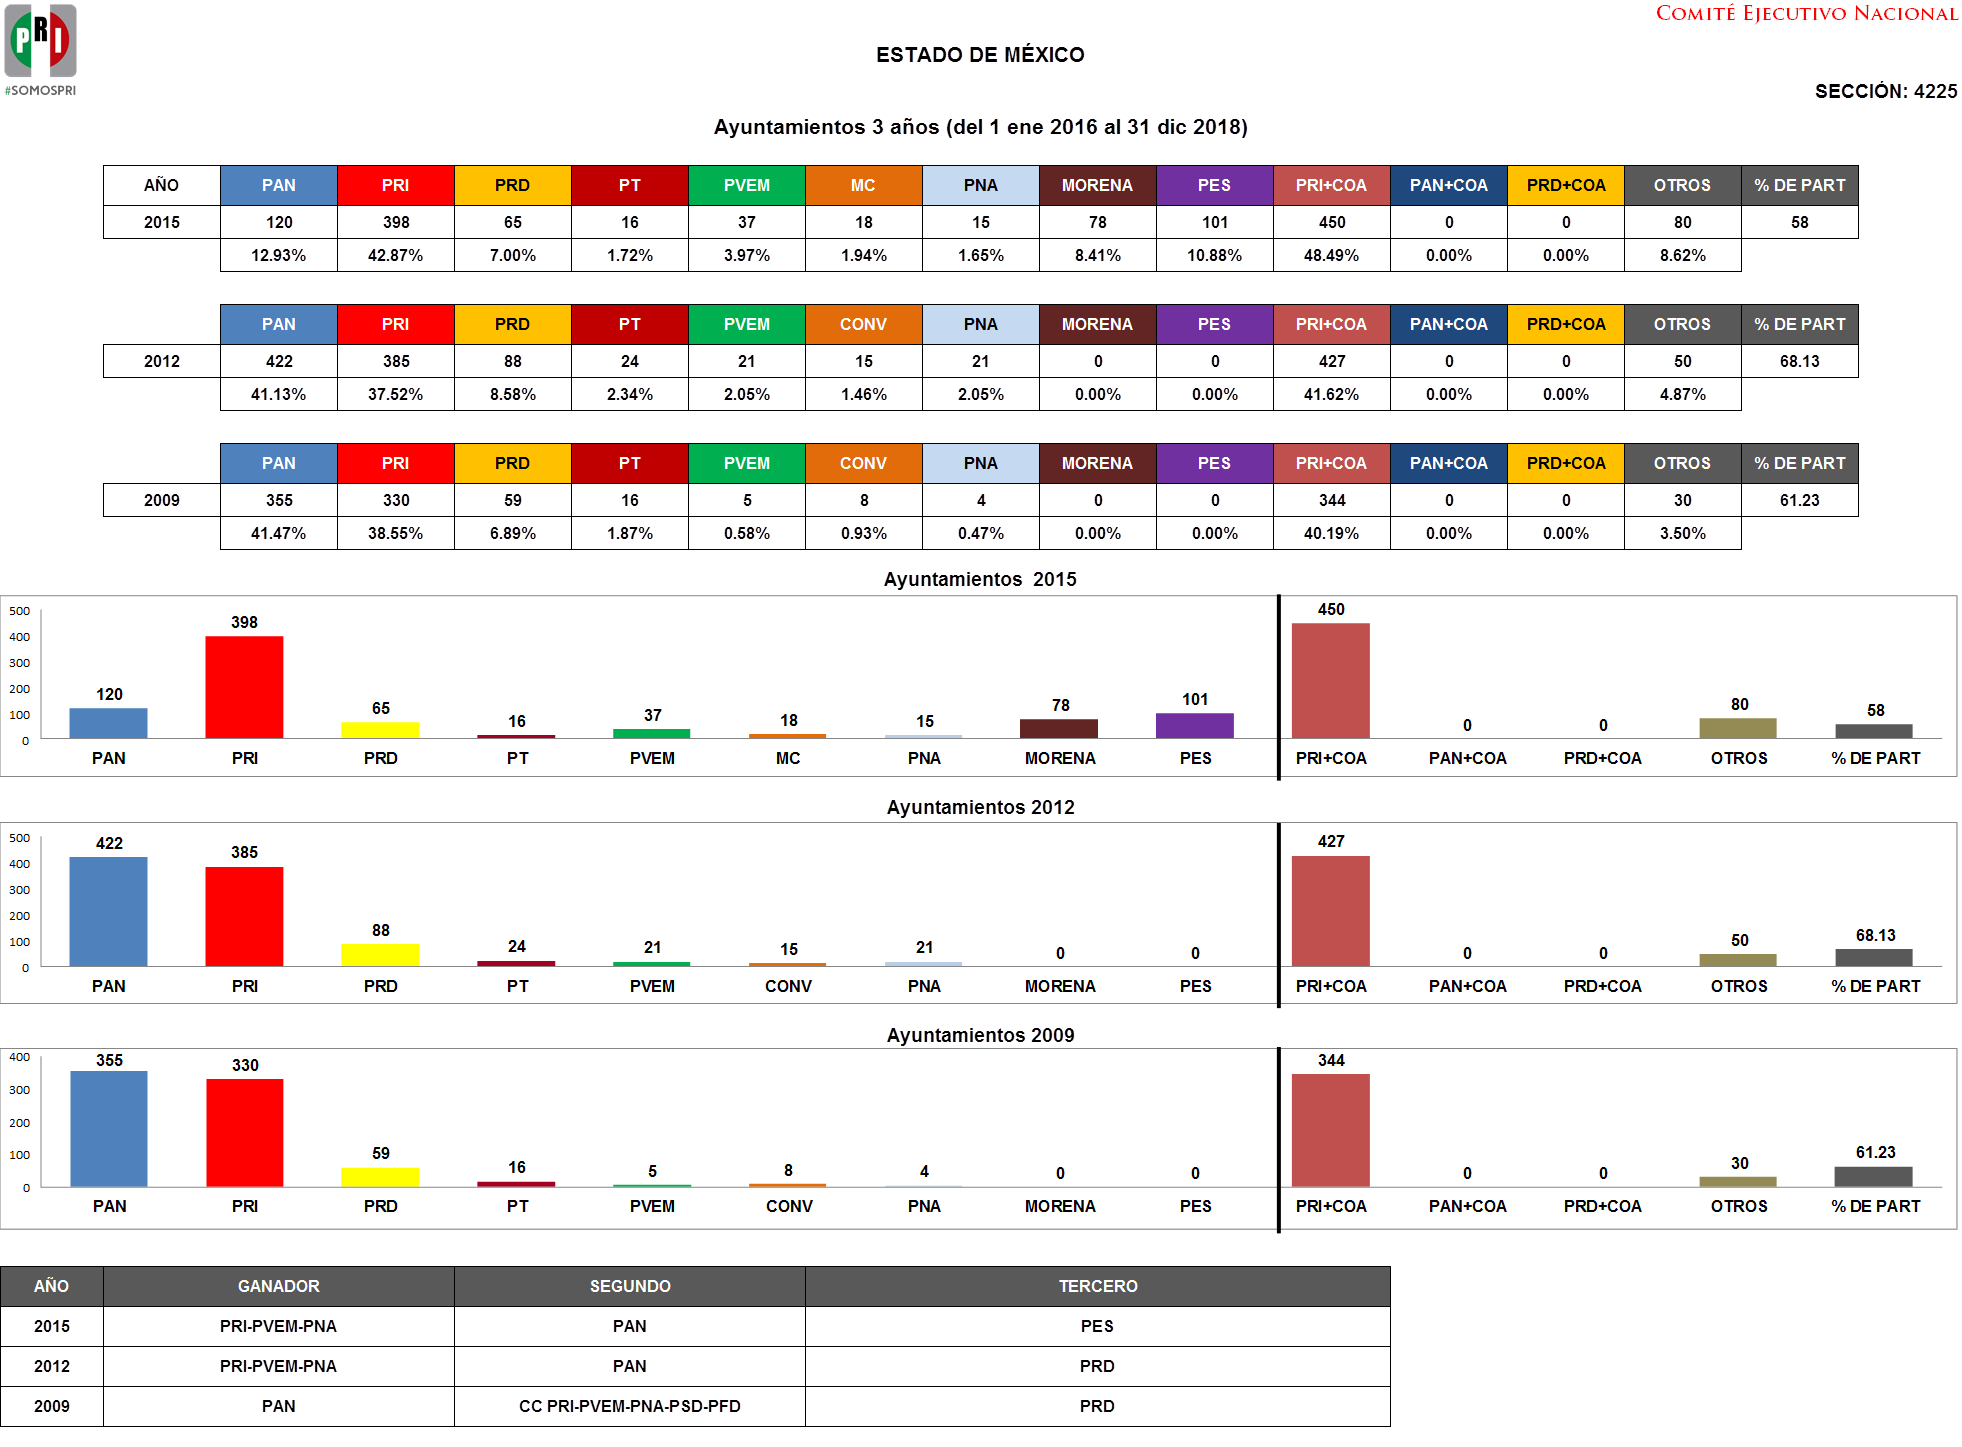 COMITÉ EJECUTIVO NACIONAL
PRI
#SOMOSPRI
ESTADO DE MÉXICO
SECCIÓN: 4225
Ayuntamientos 3 años (del 1 ene 2016 al 31 dic 2018)
AÑO PAN PRI PRD PT PVEM MC PNA MORENA PES PRI+COA PAN+COA PRD+COA OTROS % DE PART
2015 120 398 65 16 37 18 15 78 101 450 0 0 80 58
12.93% 42.87% 7.00% 1.72% 3.97% 1.94% 1.65% 8.41% 10.88% 48.49% 0.00% 0.00% 8.62%
PAN PRI PRD PT PVEM CONV PNA MORENA PES PRI+COA PAN+COA PRD+COA OTROS % DE PART
2012 422 385 88 24 21 15 21 0 0 427 0 0 50 68.13
41.13% 37.52% 8.58% 2.34% 2.05% 1.46% 2.05% 0.00% 0.00% 41.62% 0.00% 0.00% 4.87%
PAN PRI PRD PT PVEM CONV PNA MORENA PES PRI+COA PAN+COA PRD+COA OTROS % DE PART
2009 355 330 59 16 5 8 4 0 0 344 0 0 30 61.23
41.47% 38.55% 6.89% 1.87% 0.58% 0.93% 0.47% 0.00% 0.00% 40.19% 0.00% 0.00% 3.50%
Ayuntamientos 2015
500
400
300
200
100
0
120 398 65 16 37 18 15 78 101 450 0 0 80 58
PAN PRI PRD PT PVEM MC PNA MORENA PES PRI+COA PAN+COA PRD+COA OTROS % DE PART
Ayuntamientos 2012
500
400
300
200
100
0
422 385 88 24 21 15 21 0 0 427 0 0 50 68.13
PAN PRI PRD PT PVEM CONV PNA MORENA PES PRI+COA PAN+COA PRD+COA OTROS % DE PART
Ayuntamientos 2009
400
300
200
100
0
355 330 59 16 5 8 4 0 0 344 0 0 30 61.23
PAN PRI PRD PT PVEM CONV PNA MORENA PES PRI+COA PAN+COA PRD+COA OTROS % DE PART
AÑO GANADOR SEGUNDO TERCERO
2015 PRI-PVEM-PNA PAN PES
2012 PRI-PVEM-PNA PAN PRD
2009 PAN CC PRI-PVEM-PNA-PSD-PFD PRD